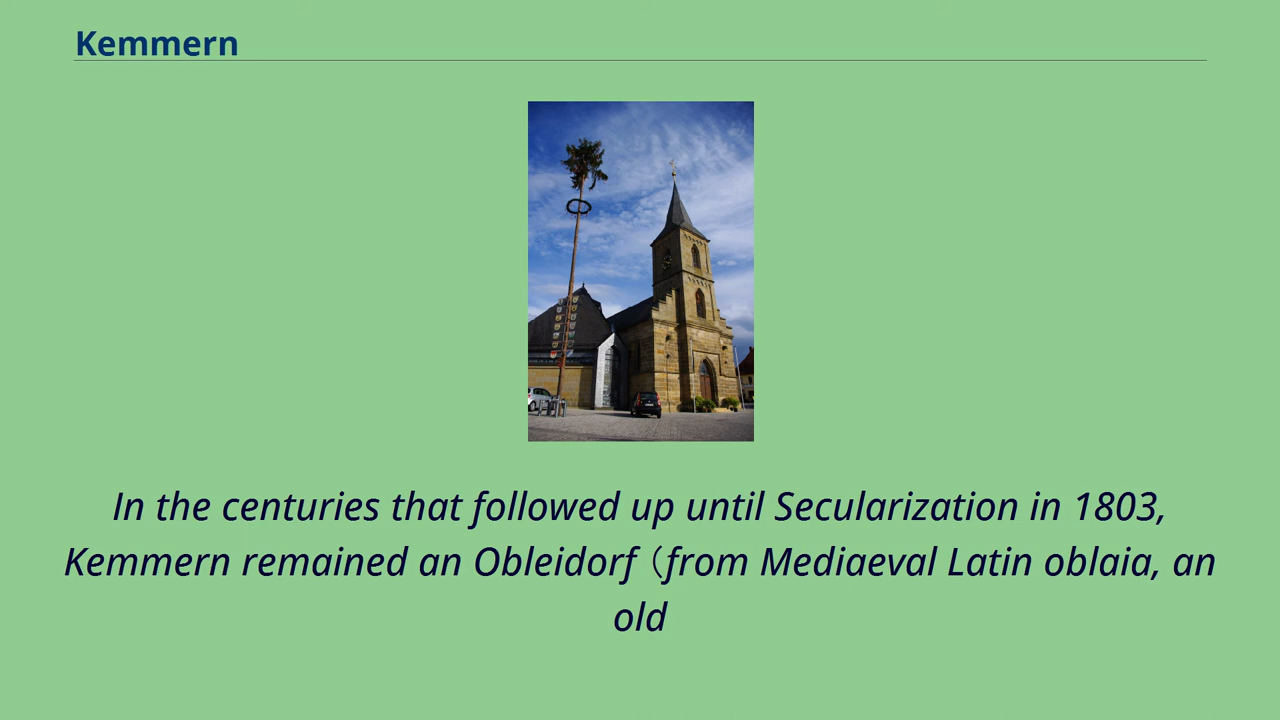 Kemmern
In the centuries that followed up until Secularization in 1803,
Kemmern remained an Obleidorf（from Mediaeval Latin oblaia, an
old